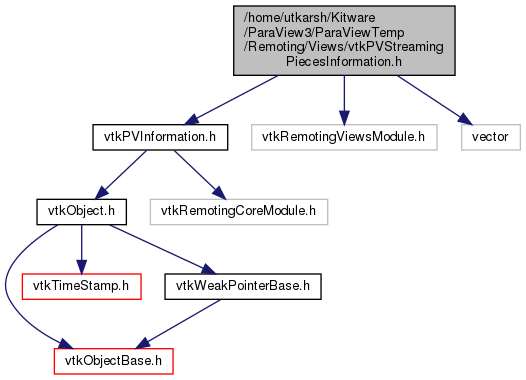 /home/utkarsh/Kitware
/ParaView3/ParaViewTemp
/Remoting/Views/vtkPVStreaming
PiecesInformation.h
vtkPVInformation.h
vtkRemotingViewsModule.h
vector
vtkObject.h
vtkRemotingCoreModule.h
vtkTimeStamp.h
vtkWeakPointerBase.h
vtkObjectBase.h